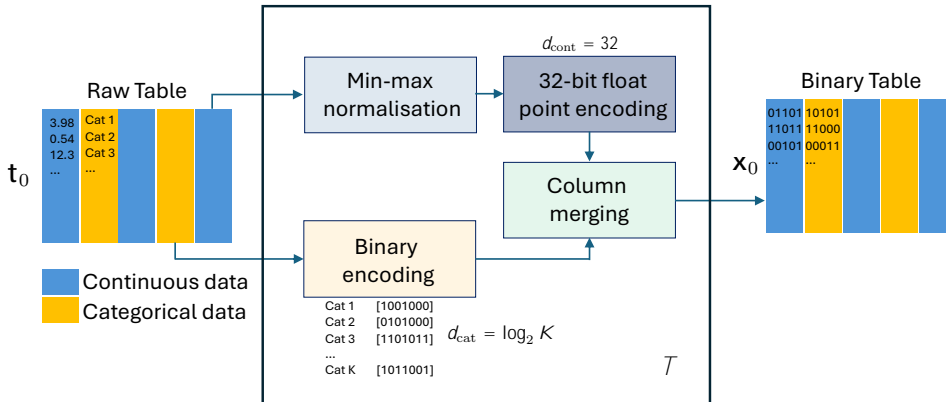 Raw Table
3.98
0.54
12.3
...
Cat 1
Cat 2
Cat 3
...
t₀
Continuous data
Categorical data
Min-max
normalisation
d_cont = 32
32-bit float
point encoding
Column
merging
Binary
encoding
Cat 1 [1001000]
Cat 2 [0101000]
Cat 3 [1101011]
...
Cat K [1011001]
d_cat = log₂ K
T
Binary Table
x₀
01101 10101
11011 11000
00101 00011
... ...